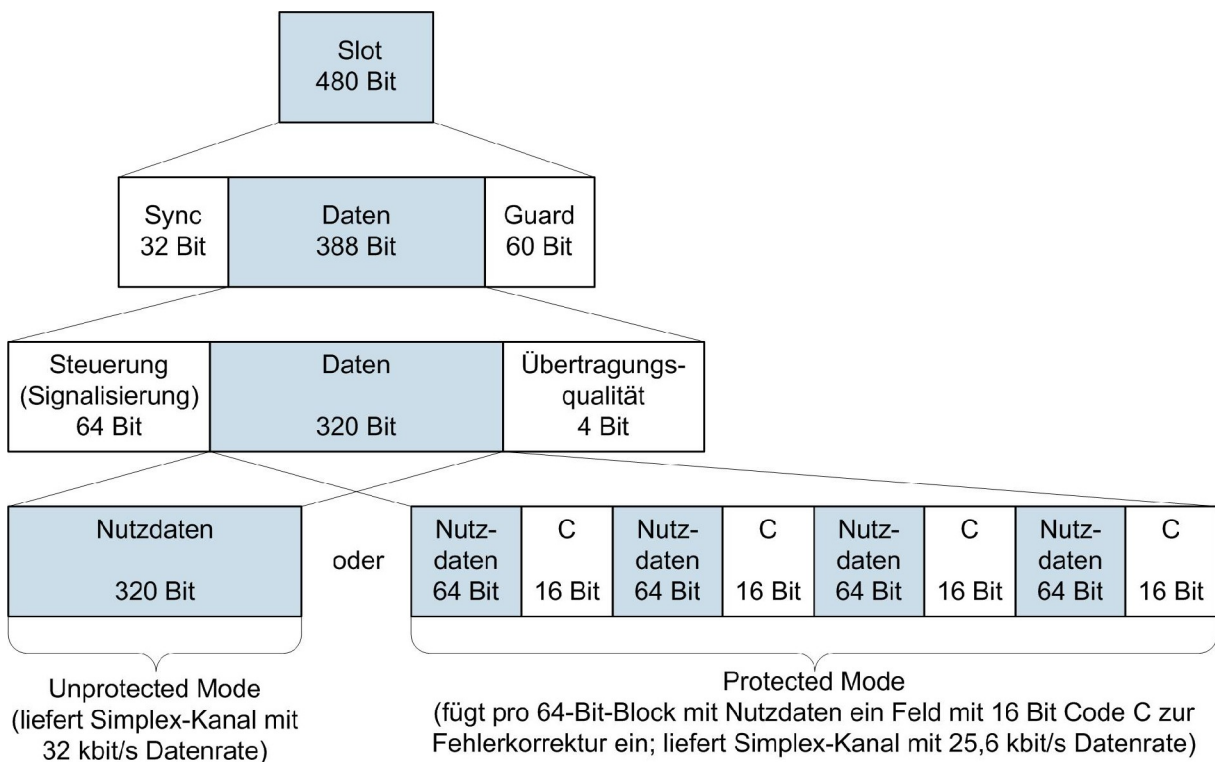 Slot
480 Bit
Sync
32 Bit
Daten
388 Bit
Guard
60 Bit
Steuerung
(Signalisierung)
64 Bit
Daten
320 Bit
Übertragungs-
qualität
4 Bit
Nutzdaten
320 Bit
oder
Nutz-
daten
64 Bit
C
16 Bit
Nutz-
daten
64 Bit
C
16 Bit
Nutz-
daten
64 Bit
C
16 Bit
Nutz-
daten
64 Bit
C
16 Bit
Unprotected Mode
(liefert Simplex-Kanal mit
32 kbit/s Datenrate)
Protected Mode
(fügt pro 64-Bit-Block mit Nutzdaten ein Feld mit 16 Bit Code C zur
Fehlerkorrektur ein; liefert Simplex-Kanal mit 25,6 kbit/s Datenrate)